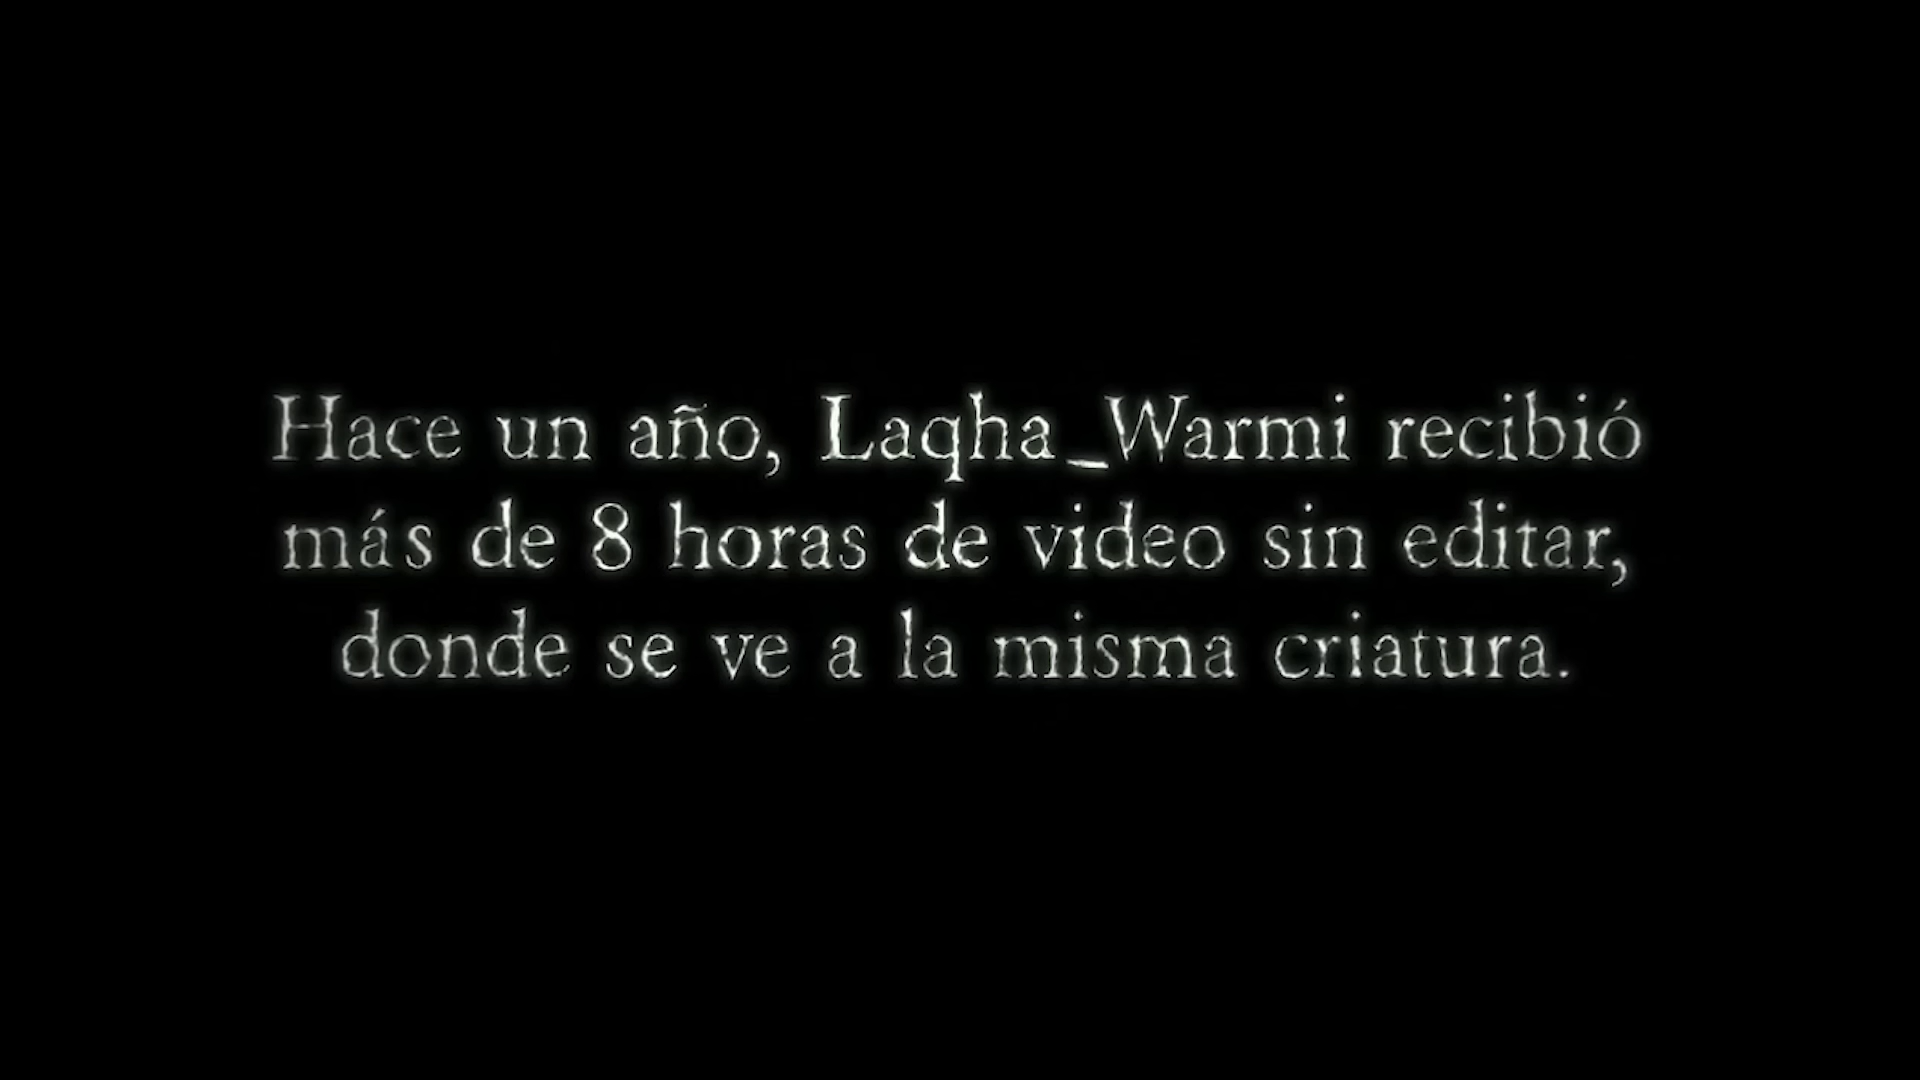 Hace un año, Laqha_Warmi recibió
más de 8 horas de video sin editar,
donde se ve a la misma criatura.